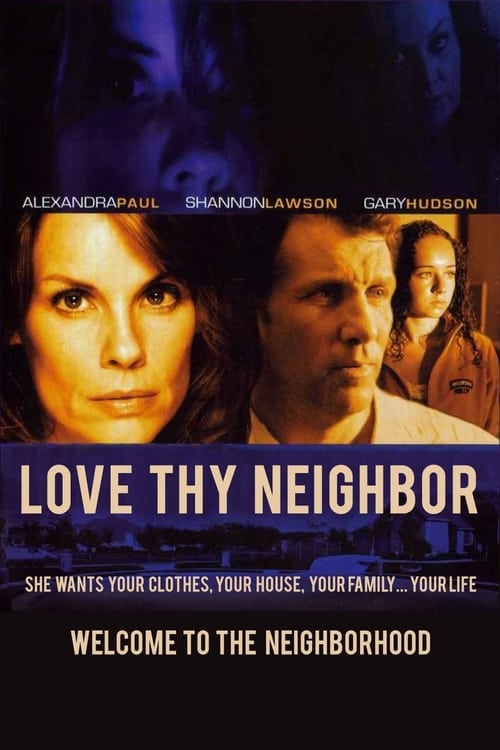 ALEXANDRAPAUL SHANNONLAWSON GARYHUDSON
LOVE THY NEIGHBOR
SHE WANTS YOUR CLOTHES, YOUR HOUSE, YOUR FAMILY... YOUR LIFE
WELCOME TO THE NEIGHBORHOOD